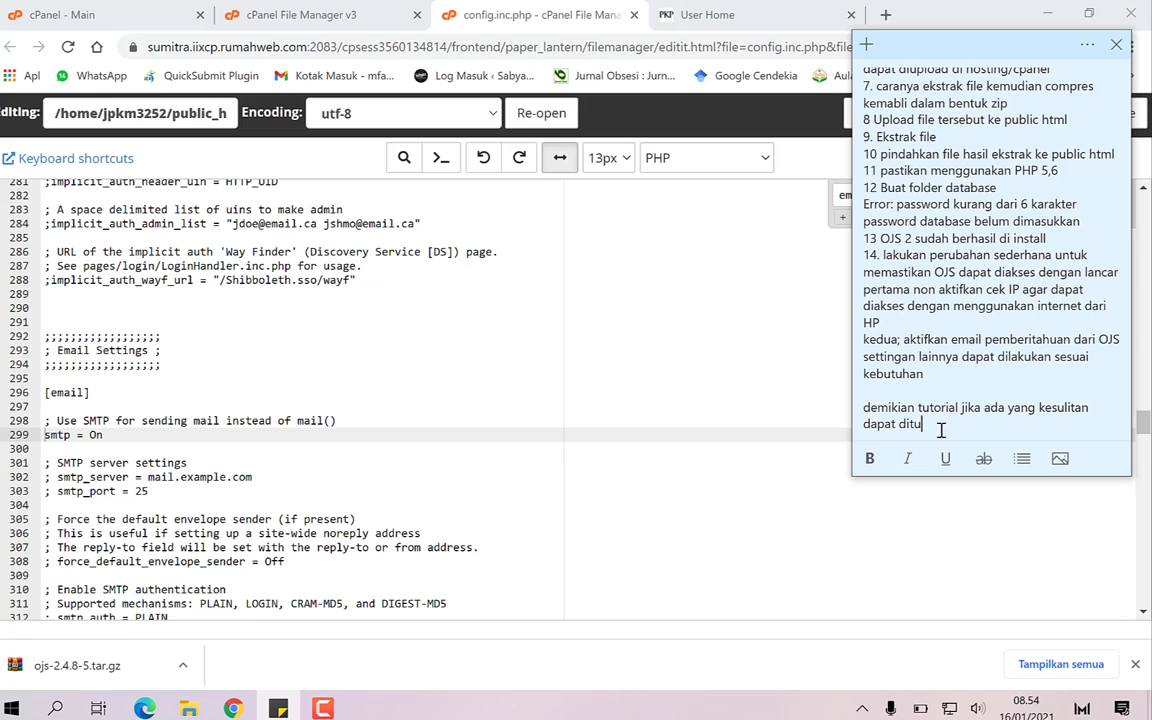 cPanel - Main
cPanel File Manager v3
config.inc.php - cPanel File Mana
PKP User Home
sumitra.iixcp.rumahweb.com:2083/cpsess3560134814/frontend/paper_lantern/filemanager/editit.html?file=config.inc.php&file
Apl
WhatsApp
QuickSubmit Plugin
Kotak Masuk - mfa...
Log Masuk ‹ Sabya...
Jurnal Obsesi : Jurn...
Google Cendekia
Aula
diting:
/home/jpkm3252/public_h
Encoding:
utf-8
Re-open
Keyboard shortcuts
13px
PHP
281 ;implicit_auth_header_uin = HTTP_UID
282
283 ; A space delimited list of uins to make admin
284 ;implicit_auth_admin_list = "jdoe@email.ca jshmo@email.ca"
285
286 ; URL of the implicit auth 'Way Finder' (Discovery Service [DS]) page.
287 ; See pages/login/LoginHandler.inc.php for usage.
288 ;implicit_auth_wayf_url = "/Shibboleth.sso/wayf"
289
290
291
292 ;;;;;;;;;;;;;;;;;;
293 ; Email Settings ;
294 ;;;;;;;;;;;;;;;;;;
295
296 [email]
297
298 ; Use SMTP for sending mail instead of mail()
299 smtp = On
300
301 ; SMTP server settings
302 ; smtp_server = mail.example.com
303 ; smtp_port = 25
304
305 ; Force the default envelope sender (if present)
306 ; This is useful if setting up a site-wide noreply address
307 ; The reply-to field will be set with the reply-to or from address.
308 ; force_default_envelope_sender = Off
309
310 ; Enable SMTP authentication
311 ; Supported mechanisms: PLAIN, LOGIN, CRAM-MD5, and DIGEST-MD5
312 ; smtp_auth = PLAIN
em
+
dapat diupload di hosting/cpanel
7. caranya ekstrak file kemudian compres
kemabli dalam bentuk zip
8 Upload file tersebut ke public html
9. Ekstrak file
10 pindahkan file hasil ekstrak ke public html
11 pastikan menggunakan PHP 5,6
12 Buat folder database
Error: password kurang dari 6 karakter
password database belum dimasukkan
13 OJS 2 sudah berhasil di install
14. lakukan perubahan sederhana untuk
memastikan OJS dapat diakses dengan lancar
pertama non aktifkan cek IP agar dapat
diakses dengan menggunakan internet dari
HP
kedua; aktifkan email pemberitahuan dari OJS
settingan lainnya dapat dilakukan sesuai
kebutuhan
demikian tutorial jika ada yang kesulitan
dapat ditu
B I U ab
ojs-2.4.8-5.tar.gz
Tampilkan semua
08.54
16/01/2021